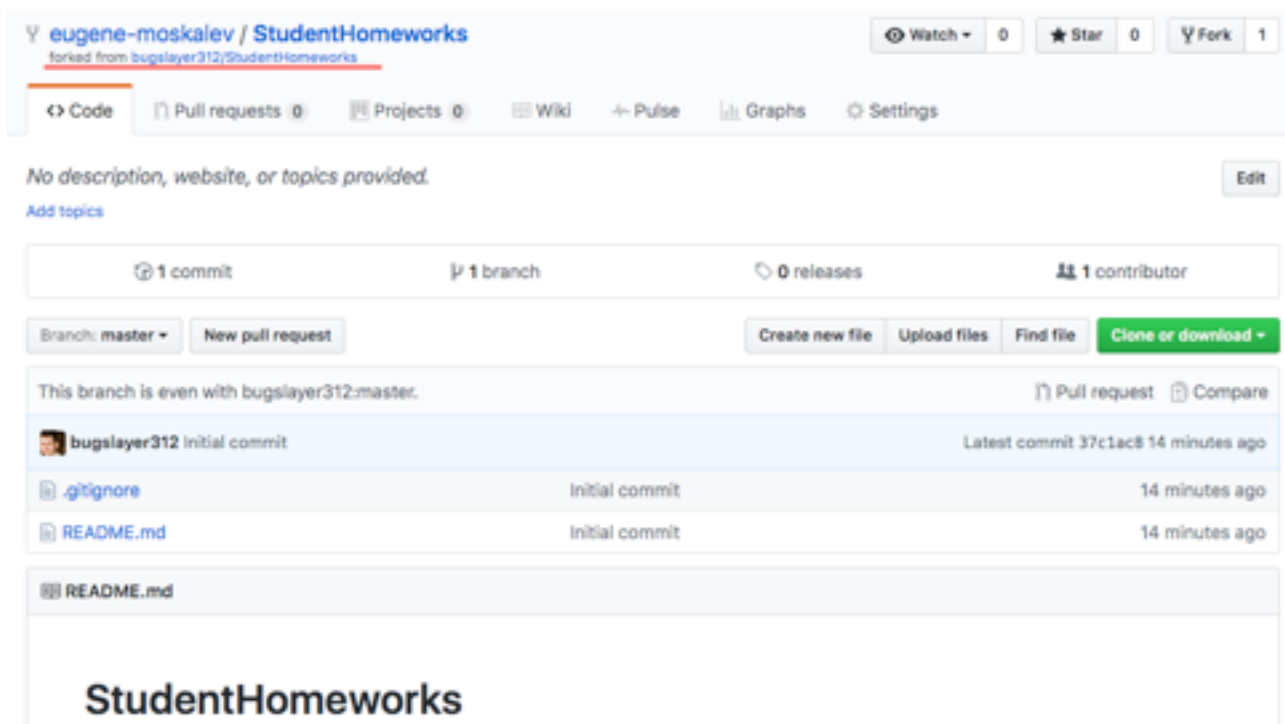 eugene-moskalev / StudentHomeworks
Watch 0 Star 0 Fork 1
forked from bugslayer312/StudentHomeworks
<> Code Pull requests 0 Projects 0 Wiki Pulse Graphs Settings
No description, website, or topics provided. Edit
Add topics
1 commit 1 branch 0 releases 1 contributor
Branch: master New pull request Create new file Upload files Find file Clone or download
This branch is even with bugslayer312:master. Pull request Compare
bugslayer312 Initial commit Latest commit 37c1ac8 14 minutes ago
.gitignore Initial commit 14 minutes ago
README.md Initial commit 14 minutes ago
README.md
StudentHomeworks